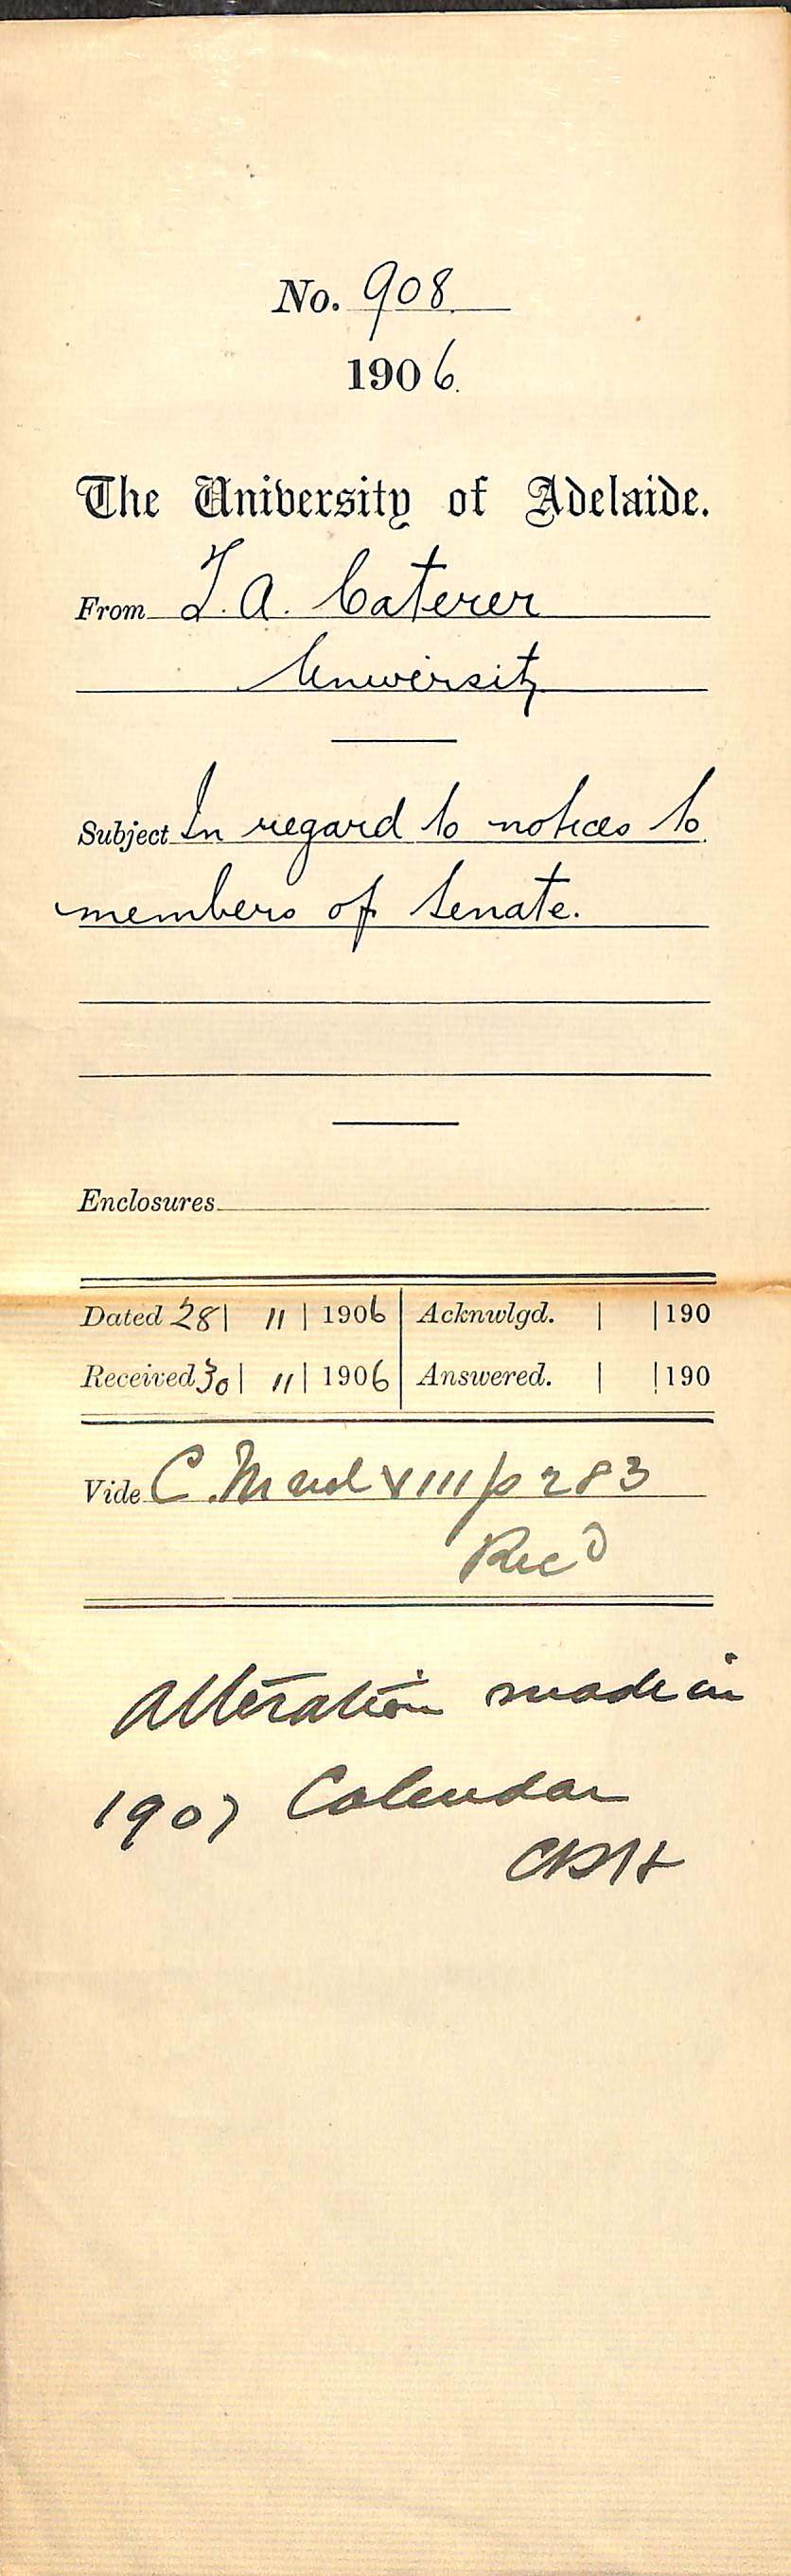 No. 908
1906.
The University of Adelaide.
From T. A. Caterer
University
Subject In regard to notices to
members of Senate.
Enclosures
Dated 28 | 11 | 1906 | Acknwlgd. | | 190
Received 30 | 11 | 1906 | Answered. | | 190
Vide C. M vol VIII p 283
Recd
Alteration made in
1907 Calendar